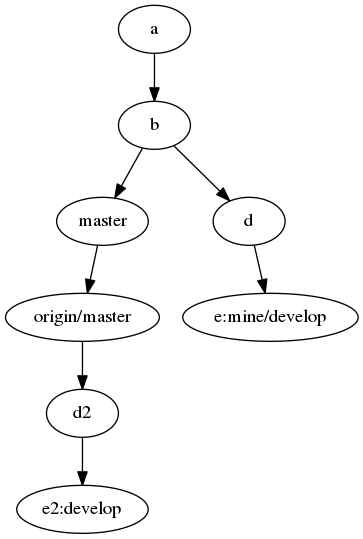 a
b
master
d
origin/master
e:mine/develop
d2
e2:develop